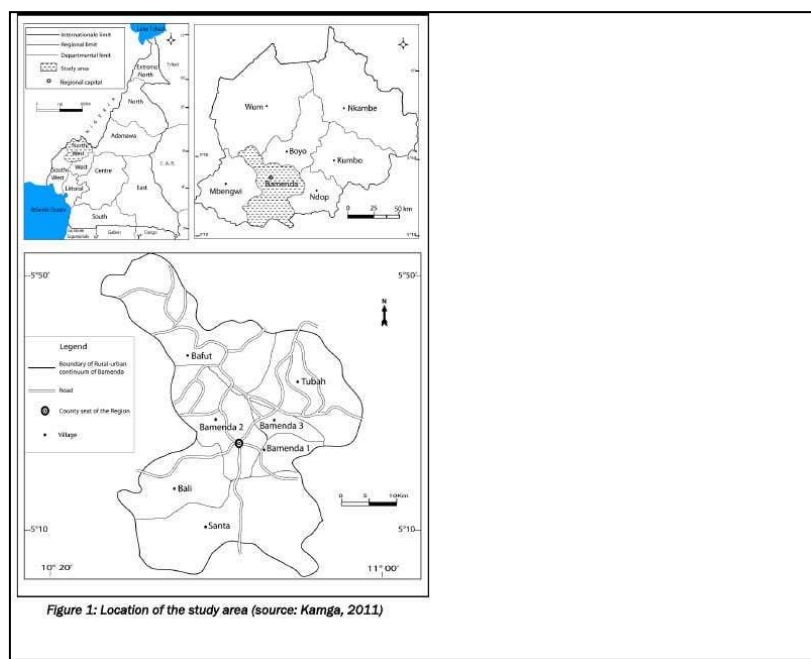 Internationale limit
Regional limit
Departmental limit
Study area
Regional capital
Extreme
North
North
Adamawa
North
West
West
South
West
Littoral
Centre
East
South
C.A.R.
Atlantic Ocean
Gabon
Congo
Wum
Nkambe
Boyo
Kumbo
Bamenda
Mbengwi
Ndop
0 25 50 km
5°50'
5°50'
N
Legend
Boundary of Rural-urban
continuum of Bamenda
Road
County seat of the Region
Village
Bafut
Tubah
Bamenda 2
Bamenda 3
Bamenda 1
Bali
Santa
0 5 10Km
5°10
5°10
10° 20
11° 00'
Figure 1: Location of the study area (source: Kamga, 2011)